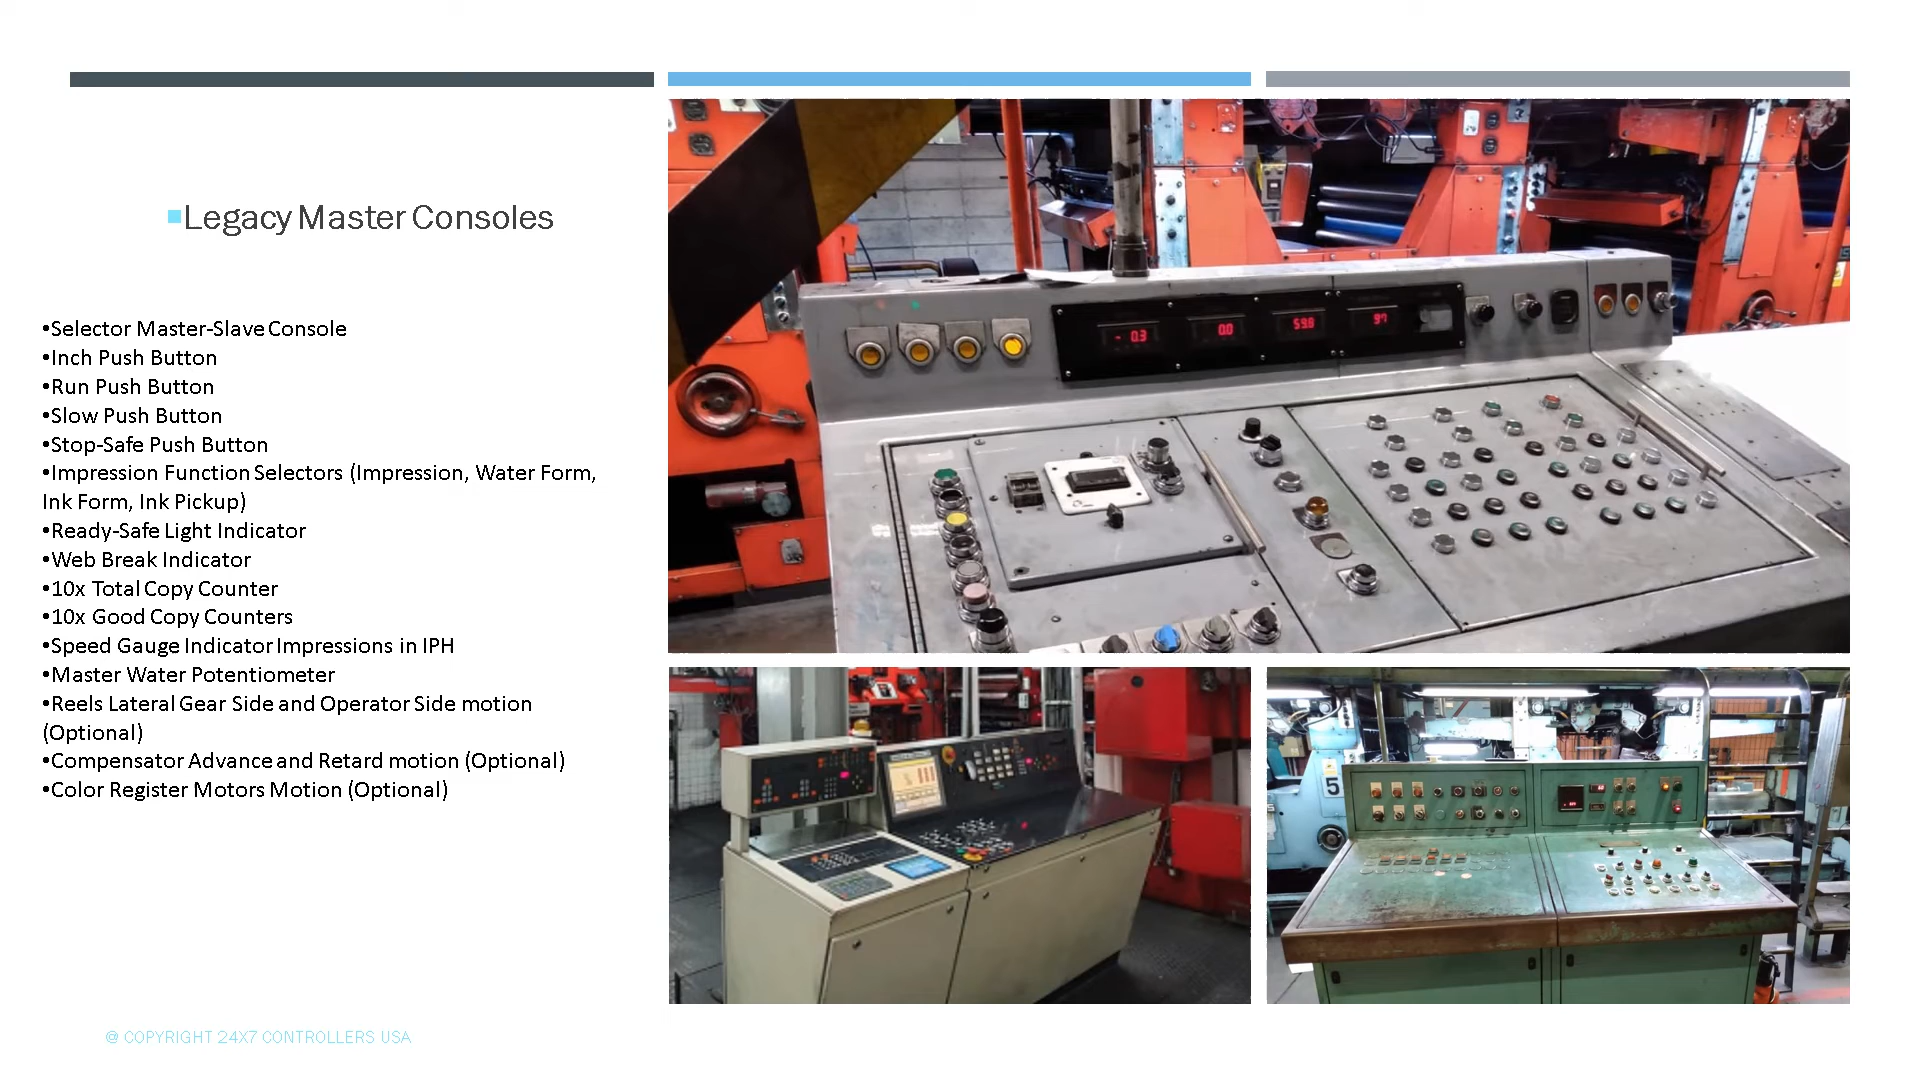 ▪Legacy Master Consoles
•Selector Master-Slave Console
•Inch Push Button
•Run Push Button
•Slow Push Button
•Stop-Safe Push Button
•Impression Function Selectors (Impression, Water Form,
Ink Form, Ink Pickup)
•Ready-Safe Light Indicator
•Web Break Indicator
•10x Total Copy Counter
•10x Good Copy Counters
•Speed Gauge Indicator Impressions in IPH
•Master Water Potentiometer
•Reels Lateral Gear Side and Operator Side motion
(Optional)
•Compensator Advance and Retard motion (Optional)
•Color Register Motors Motion (Optional)
- 0.3 0.0 59.8 97
5
@ COPYRIGHT 24X7 CONTROLLERS USA